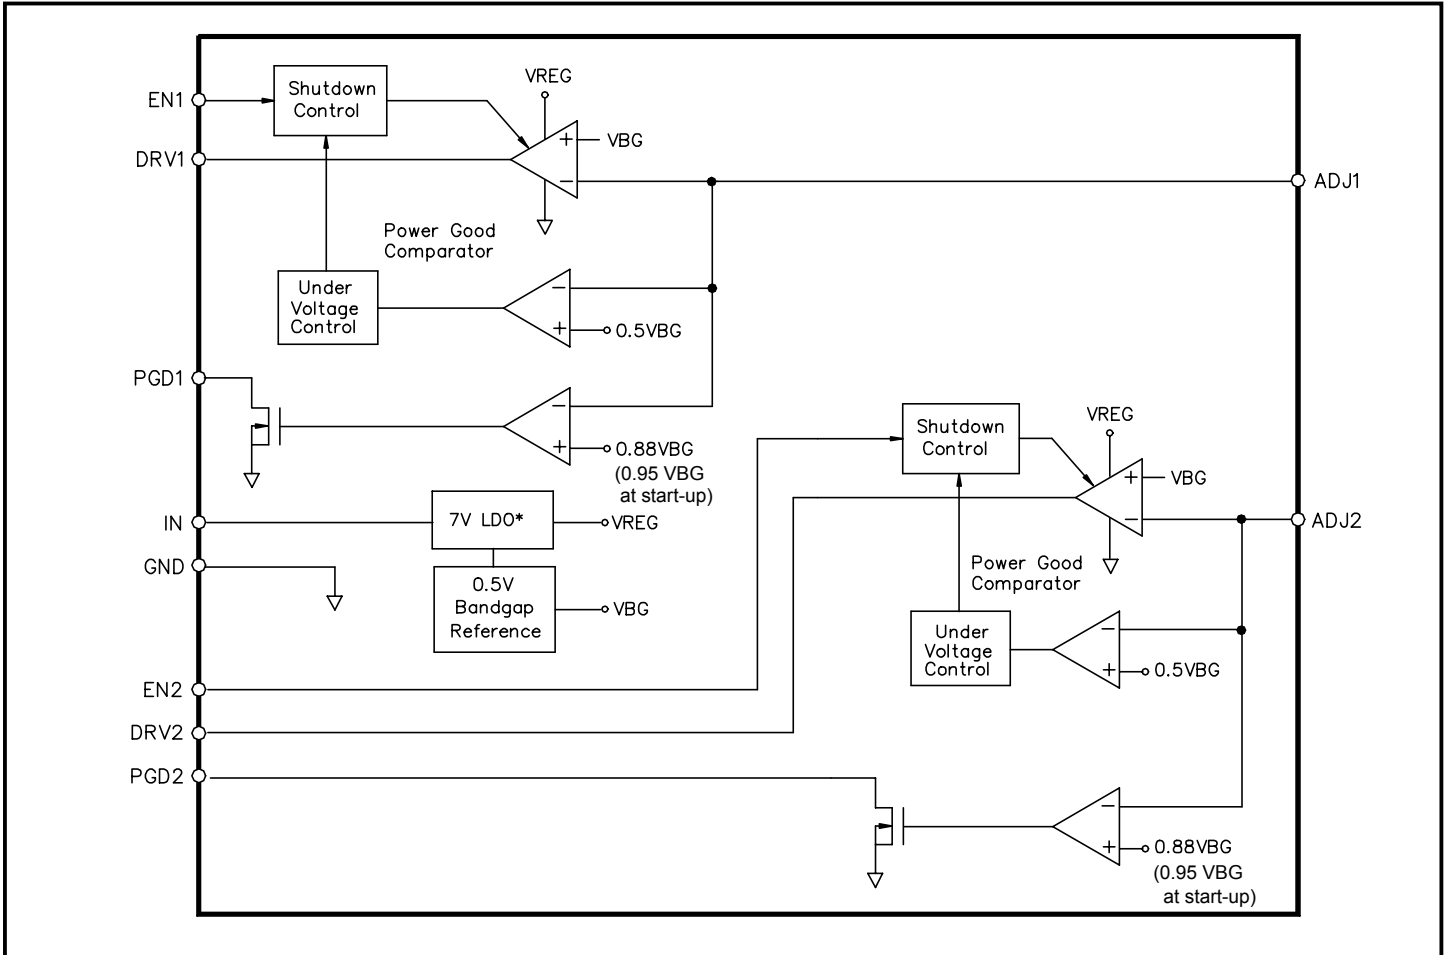 EN1
Shutdown
Control
VREG
+
VBG
DRV1
−
ADJ1
Power Good
Comparator
Under
Voltage
Control
−
+
0.5VBG
PGD1
−
+
0.88VBG
(0.95 VBG
at start-up)
IN
7V LDO*
VREG
GND
0.5V
Bandgap
Reference
VBG
Shutdown
Control
VREG
+
VBG
−
ADJ2
Power Good
Comparator
Under
Voltage
Control
−
+
0.5VBG
EN2
DRV2
PGD2
−
+
0.88VBG
(0.95 VBG
at start-up)